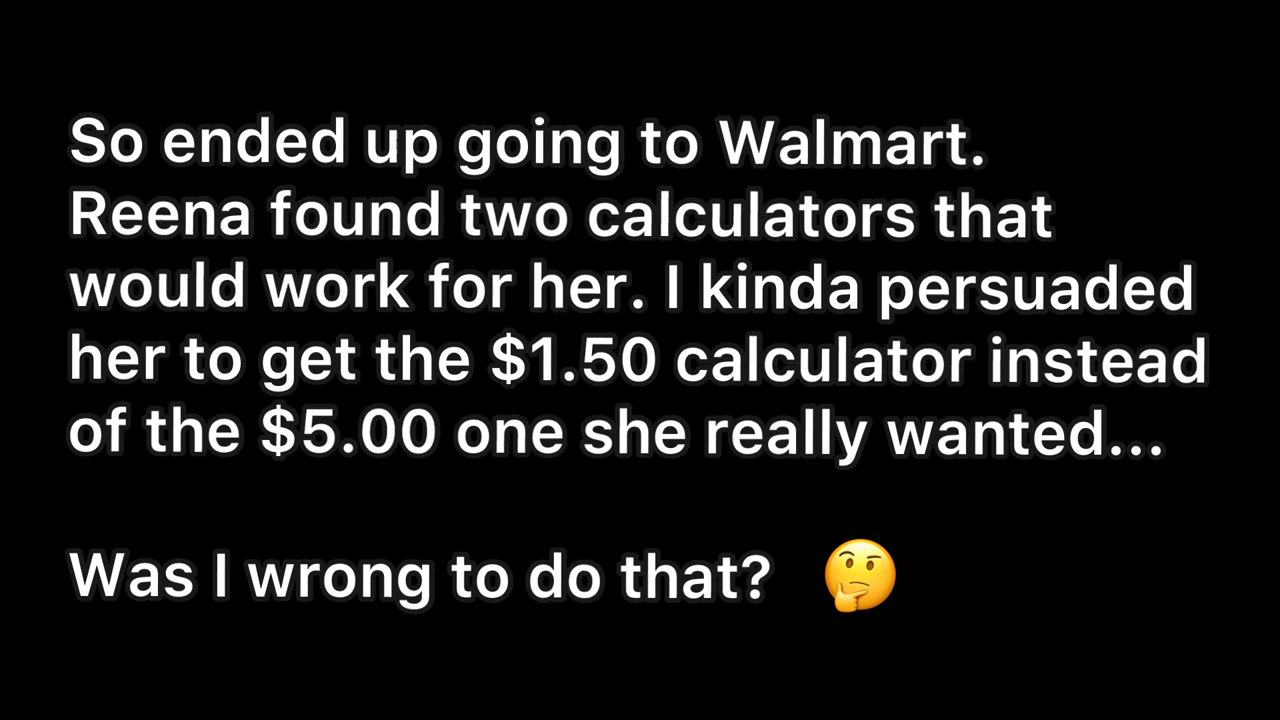 So ended up going to Walmart.
Reena found two calculators that
would work for her. I kinda persuaded
her to get the $1.50 calculator instead
of the $5.00 one she really wanted...
Was I wrong to do that? 🤔